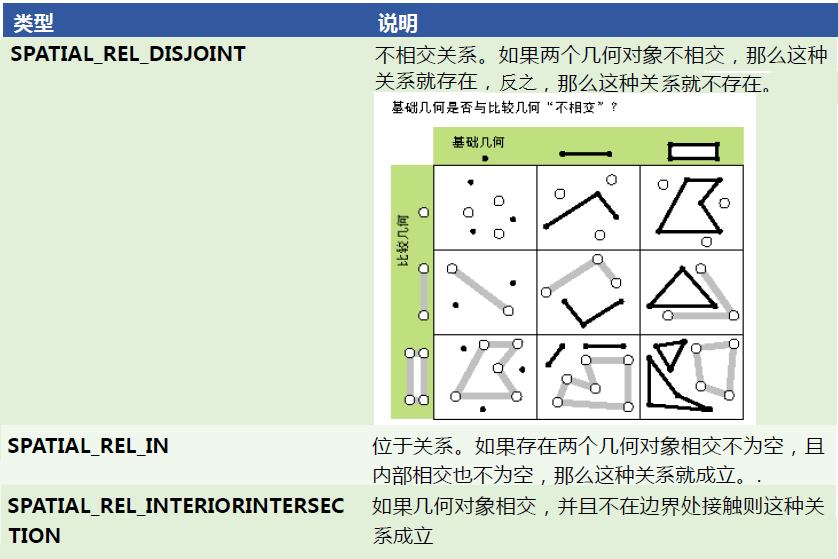 类型 说明
SPATIAL_REL_DISJOINT
不相交关系。如果两个几何对象不相交，那么这种
关系就存在，反之，那么这种关系就不存在。
基础几何是否与比较几何“不相交”？
基础几何
比较几何
SPATIAL_REL_IN
位于关系。如果存在两个几何对象相交不为空，且
内部相交也不为空，那么这种关系就成立。.
SPATIAL_REL_INTERIORINTERSEC
TION
如果几何对象相交，并且不在边界处接触则这种关
系成立